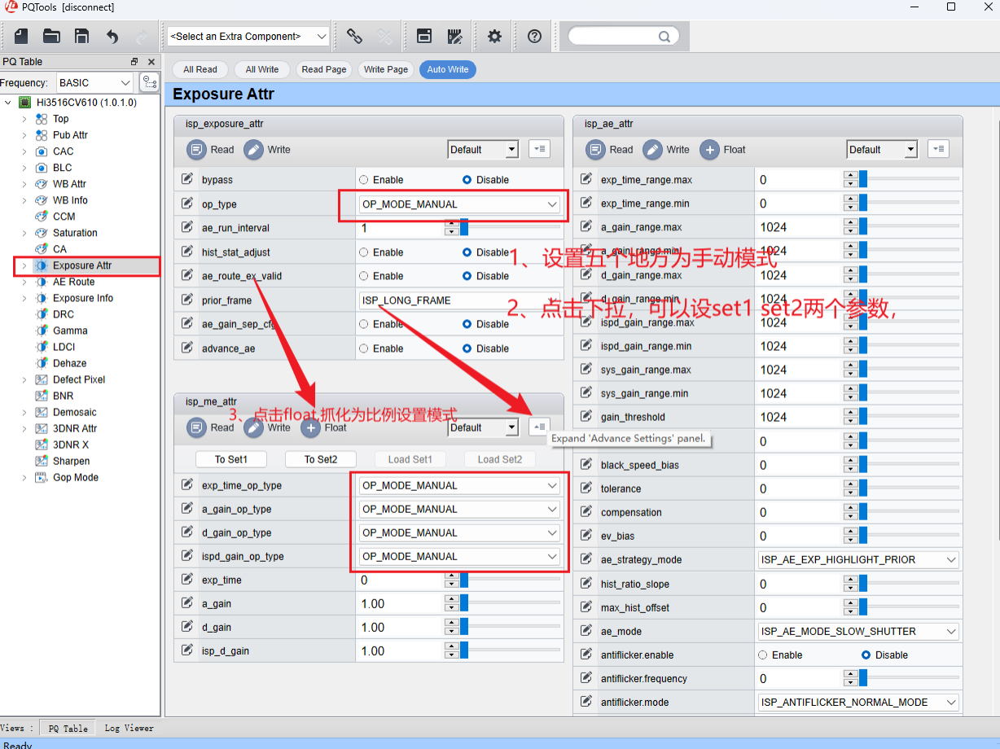 PQTools [disconnect]
<Select an Extra Component>
PQ Table
Frequency: BASIC
Hi3516CV610 (1.0.1.0)
Top
Pub Attr
CAC
BLC
WB Attr
WB Info
CCM
Saturation
CA
Exposure Attr
AE Route
Exposure Info
DRC
Gamma
LDCI
Dehaze
Defect Pixel
BNR
Demosaic
3DNR Attr
3DNR X
Sharpen
Gop Mode
All Read All Write Read Page Write Page Auto Write
Exposure Attr
isp_exposure_attr
Read Write Default
bypass Enable Disable
op_type OP_MODE_MANUAL
ae_run_interval 1
hist_stat_adjust Enable Disable
ae_route_ex_valid Enable Disable
prior_frame ISP_LONG_FRAME
ae_gain_sep_cfg Enable Disable
advance_ae Enable Disable
1、设置五个地方为手动模式
2、点击下拉，可以设set1 set2两个参数，
3、点击float,抓化为比例设置模式
isp_me_attr
Read Write Float Default
Expand 'Advance Settings' panel.
To Set1 To Set2 Load Set1 Load Set2
exp_time_op_type OP_MODE_MANUAL
a_gain_op_type OP_MODE_MANUAL
d_gain_op_type OP_MODE_MANUAL
ispd_gain_op_type OP_MODE_MANUAL
exp_time 0
a_gain 1.00
d_gain 1.00
isp_d_gain 1.00
isp_ae_attr
Read Write Float Default
exp_time_range.max 0
exp_time_range.min 0
a_gain_range.max 1024
a_gain_range.min 1024
d_gain_range.max 1024
d_gain_range.min 1024
ispd_gain_range.max 1024
ispd_gain_range.min 1024
sys_gain_range.max 1024
sys_gain_range.min 1024
gain_threshold 1024
0
black_speed_bias 0
tolerance 0
compensation 0
ev_bias 0
ae_strategy_mode ISP_AE_EXP_HIGHLIGHT_PRIOR
hist_ratio_slope 0
max_hist_offset 0
ae_mode ISP_AE_MODE_SLOW_SHUTTER
antiflicker.enable Enable Disable
antiflicker.frequency 0
antiflicker.mode ISP_ANTIFLICKER_NORMAL_MODE
Views : PQ Table Log Viewer
Ready